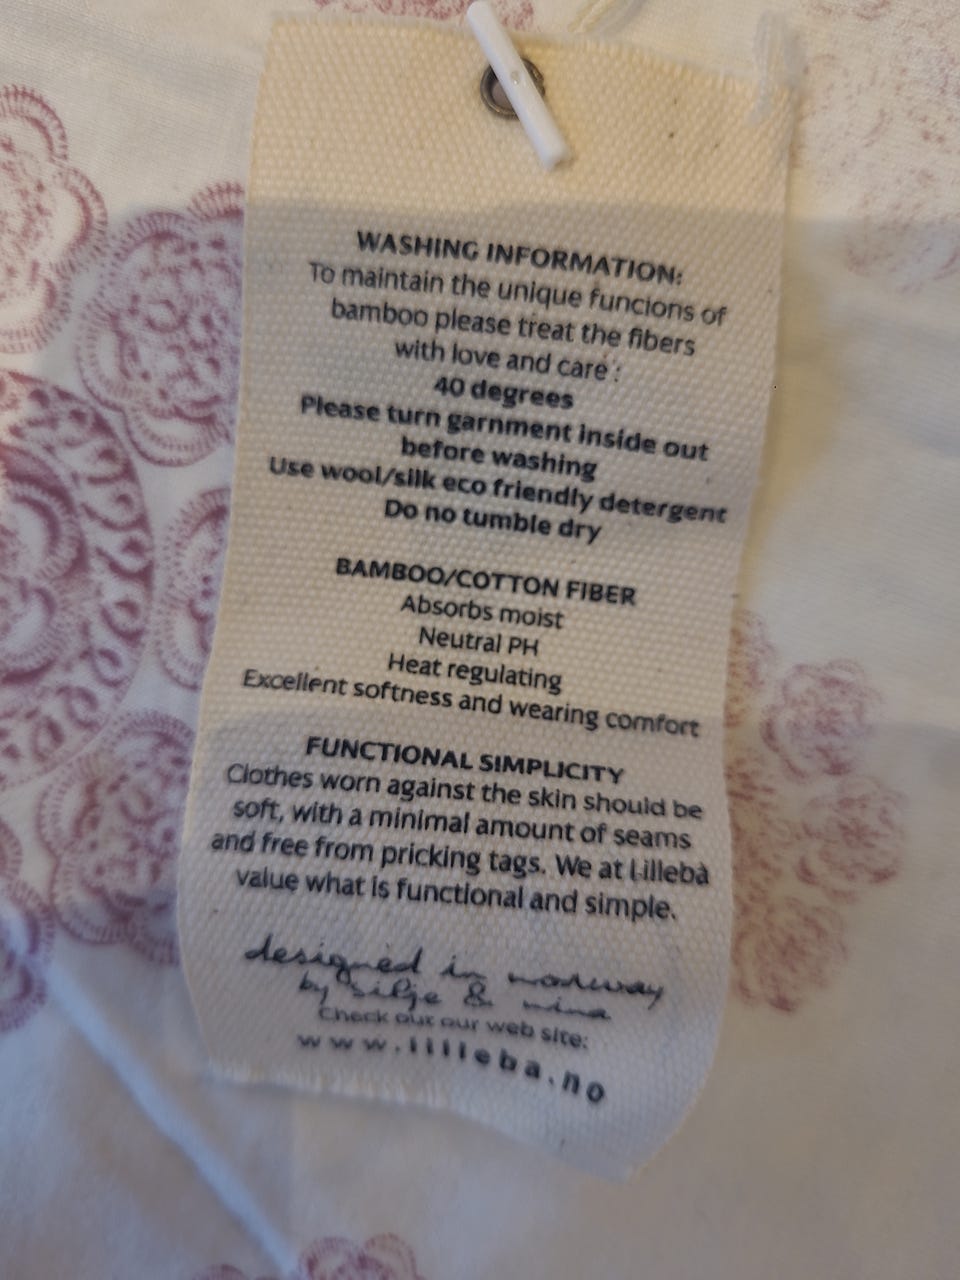 WASHING INFORMATION:
To maintain the unique funcions of
bamboo please treat the fibers
with love and care :
40 degrees
Please turn garnment inside out
before washing
Use wool/silk eco friendly detergent
Do no tumble dry
BAMBOO/COTTON FIBER
Absorbs moist
Neutral PH
Heat regulating
Excellent softness and wearing comfort
FUNCTIONAL SIMPLICITY
Clothes worn against the skin should be
soft, with a minimal amount of seams
and free from pricking tags. We at Lillebà
value what is functional and simple.
designed in norway
by silje & nina
Check out our web site:
www.lilleba.no